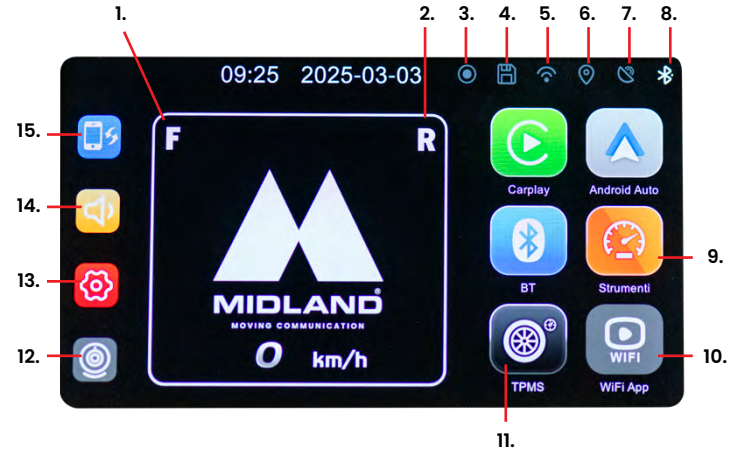 1. 2. 3. 4. 5. 6. 7. 8.
09:25 2025-03-03
15.
F R
Carplay Android Auto
14.
9.
BT Strumenti
13.
MIDLAND®
MOVING COMMUNICATION
12.
0 km/h
WIFI
10.
TPMS WiFi App
11.